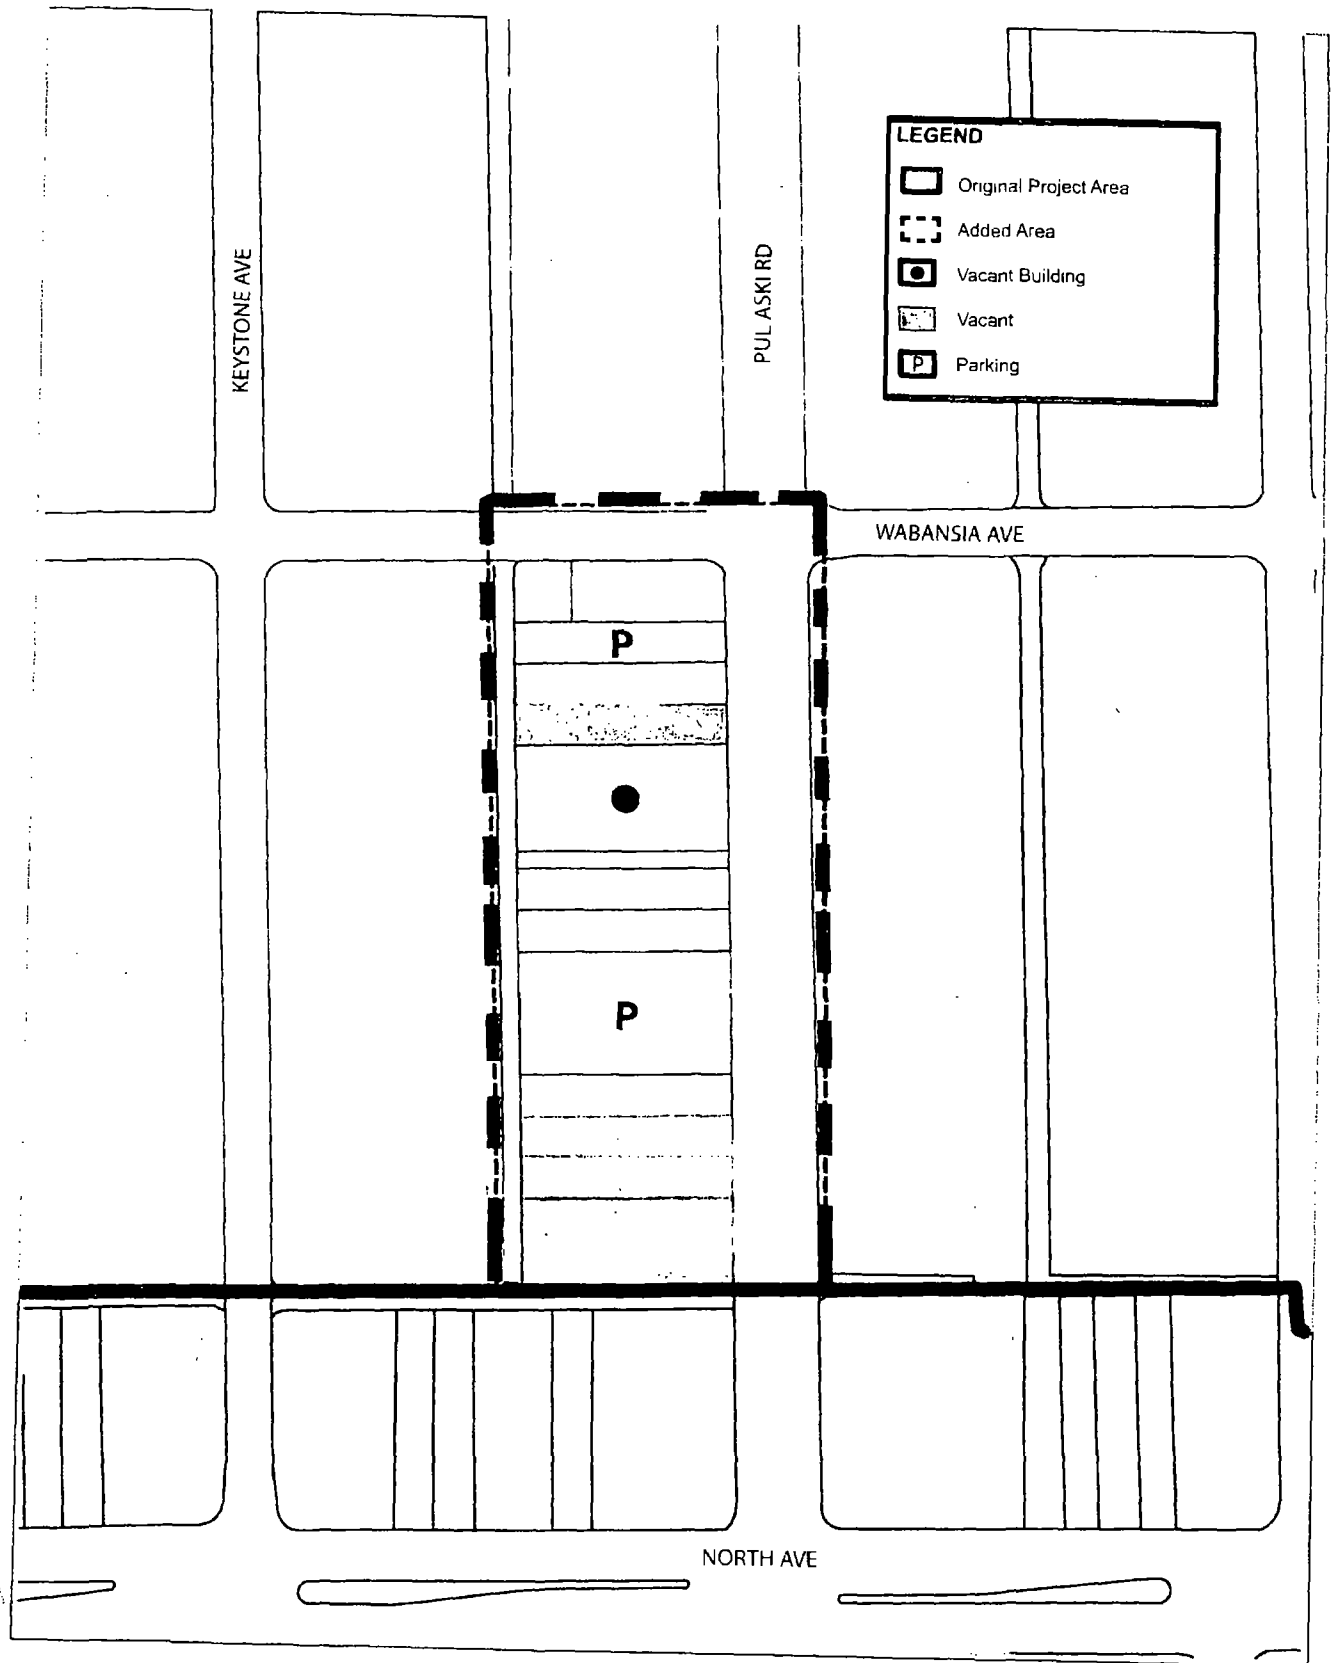 LEGEND
Original Project Area
Added Area
Vacant Building
Vacant
P Parking
KEYSTONE AVE
PULASKI RD
WABANSIA AVE
P
P
NORTH AVE